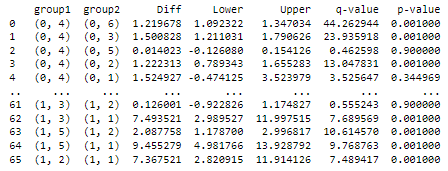 group1 group2 Diff Lower Upper q-value p-value
0 (0, 4) (0, 6) 1.219678 1.092322 1.347034 44.262944 0.001000
1 (0, 4) (0, 3) 1.500828 1.211031 1.790626 23.935918 0.001000
2 (0, 4) (0, 5) 0.014023 -0.126080 0.154126 0.462598 0.900000
3 (0, 4) (0, 2) 1.222313 0.789343 1.655283 13.047831 0.001000
4 (0, 4) (0, 1) 1.524927 -0.474125 3.523979 3.525647 0.344969
.. ... ... ... ... ... ... ...
61 (1, 3) (1, 2) 0.126001 -0.922826 1.174827 0.555243 0.900000
62 (1, 3) (1, 1) 7.493521 2.989527 11.997515 7.689569 0.001000
63 (1, 5) (1, 2) 2.087758 1.178700 2.996817 10.614570 0.001000
64 (1, 5) (1, 1) 9.455279 4.981766 13.928792 9.768763 0.001000
65 (1, 2) (1, 1) 7.367521 2.820915 11.914126 7.489417 0.001000